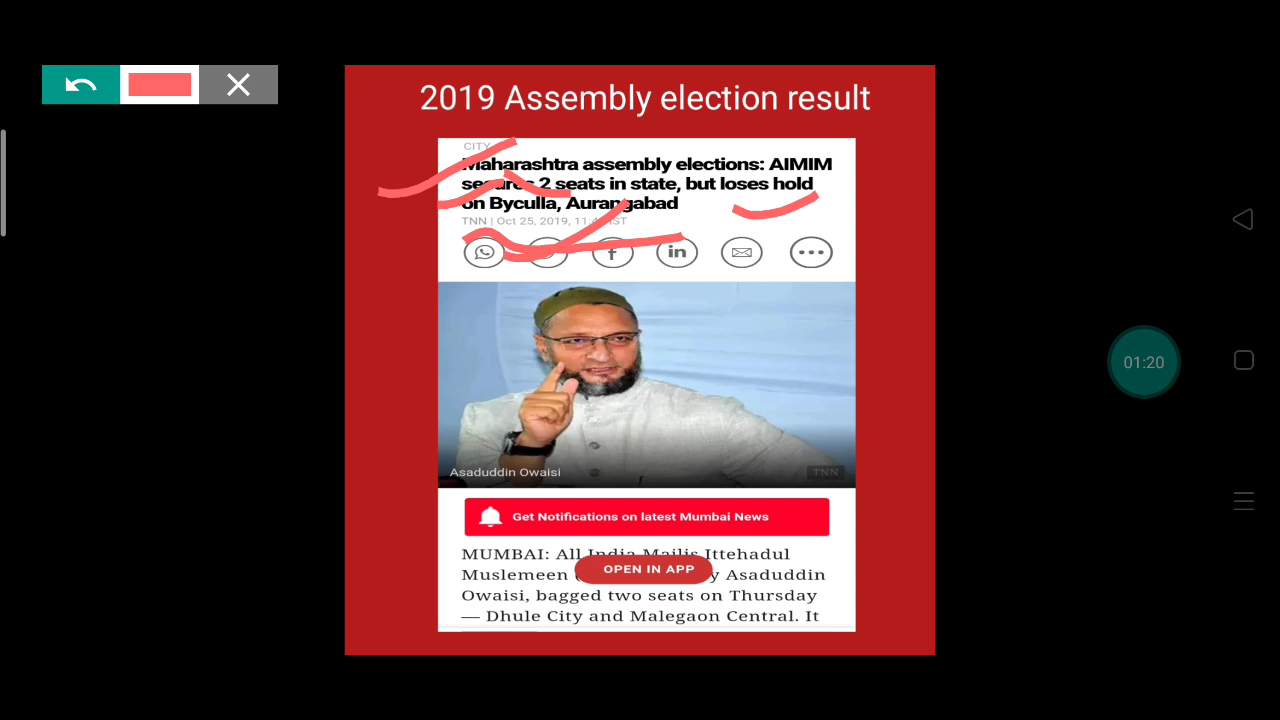 2019 Assembly election result
CITY
Maharashtra assembly elections: AIMIM
secures 2 seats in state, but loses hold
on Byculla, Aurangabad
TNN | Oct 25, 2019, IST
f
in
01:20
Asaduddin Owaisi
TNN
Get Notifications on latest Mumbai News
MUMBAI: All India Majlis Ittehadul
Muslemeen Asaduddin
OPEN IN APP
Owaisi, bagged two seats on Thursday
— Dhule City and Malegaon Central. It